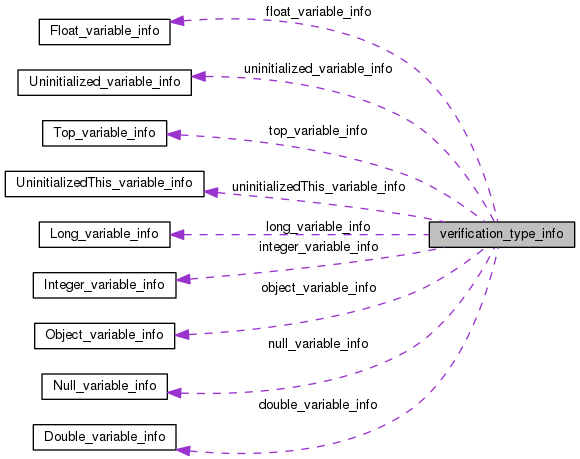 float_variable_info
Float_variable_info
uninitialized_variable_info
Uninitialized_variable_info
top_variable_info
Top_variable_info
uninitializedThis_variable_info
UninitializedThis_variable_info
long_variable_info
Long_variable_info
verification_type_info
integer_variable_info
Integer_variable_info
object_variable_info
Object_variable_info
null_variable_info
Null_variable_info
double_variable_info
Double_variable_info